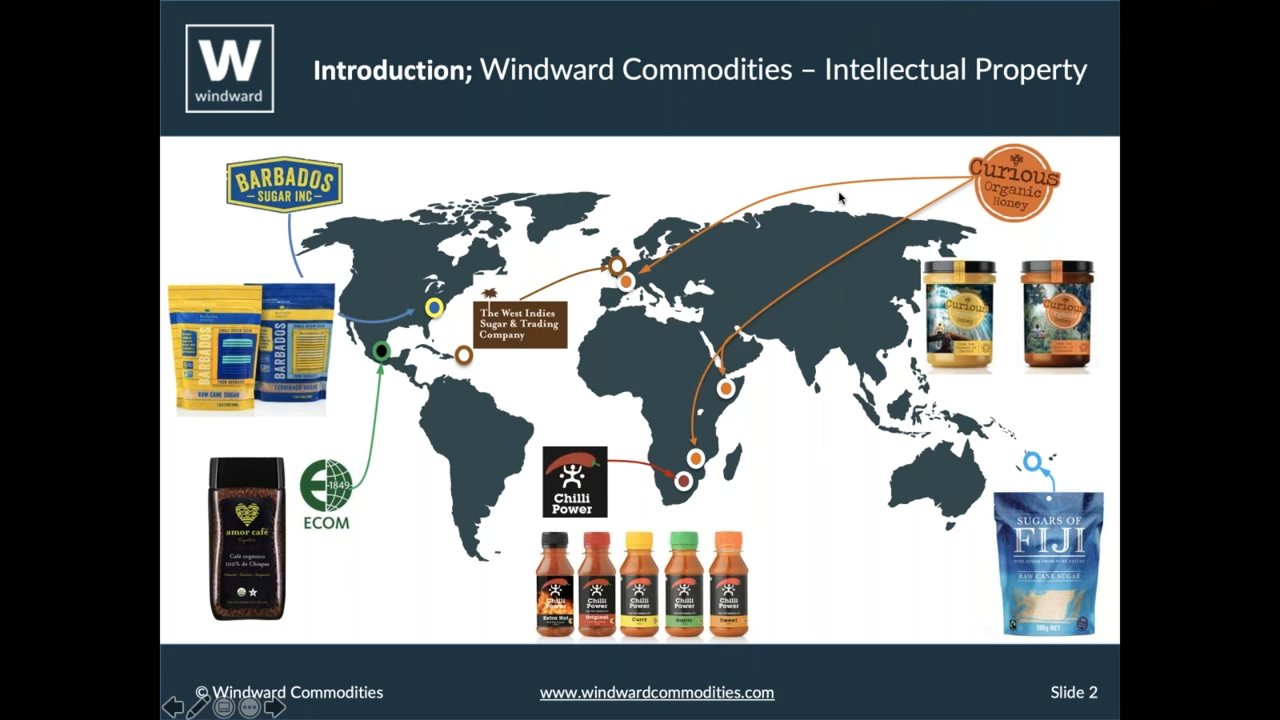 W
windward
Introduction; Windward Commodities – Intellectual Property
BARBADOS
SUGAR INC
Curious
Organic
Honey
The West Indies
Sugar & Trading
Company
BARBADOS
RAW CANE SUGAR
BARBADOS
Curious
Curious
amor café
Café orgánico
100% de Chiapas
1849
ECOM
Chilli
Power
Chilli
Power
Extra Hot
Chilli
Power
Original
Chilli
Power
Curry
Chilli
Power
Garlic
Chilli
Power
Sweet
SUGARS OF
FIJI
RAW CANE SUGAR
500g NET
© Windward Commodities
www.windwardcommodities.com
Slide 2